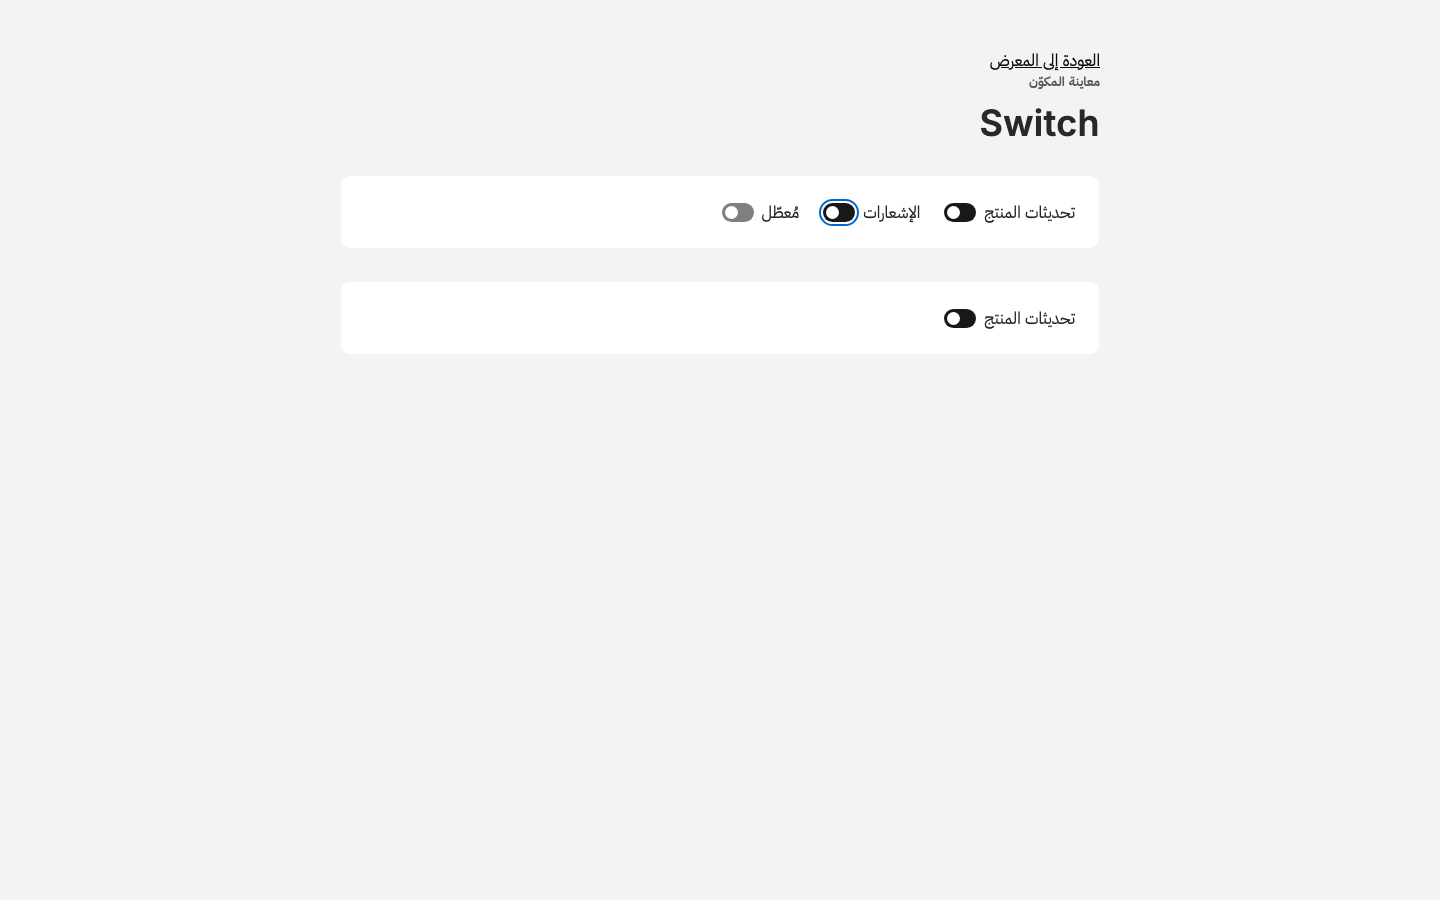 العودة إلى المعرض
معاينة المكوّن
Switch
تحديثات المنتج الإشعارات مُعطّل
تحديثات المنتج